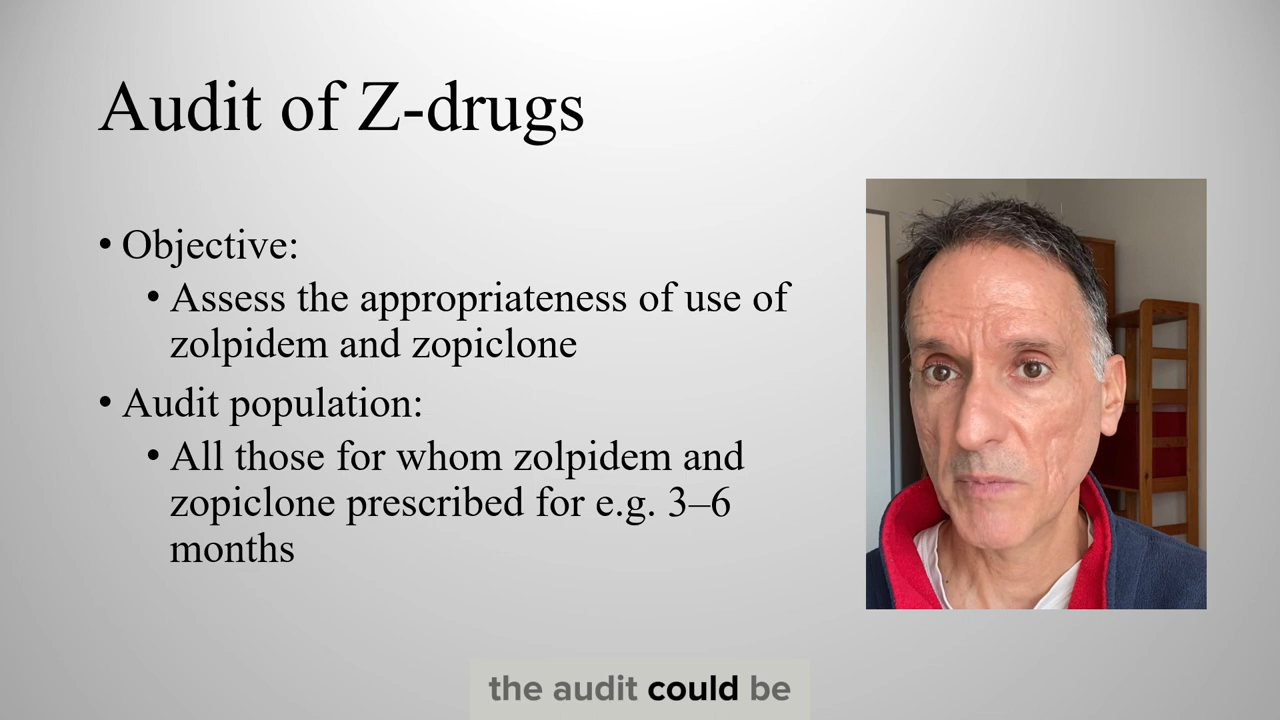 Audit of Z-drugs
• Objective:
• Assess the appropriateness of use of
zolpidem and zopiclone
• Audit population:
• All those for whom zolpidem and
zopiclone prescribed for e.g. 3–6
months
the audit could be